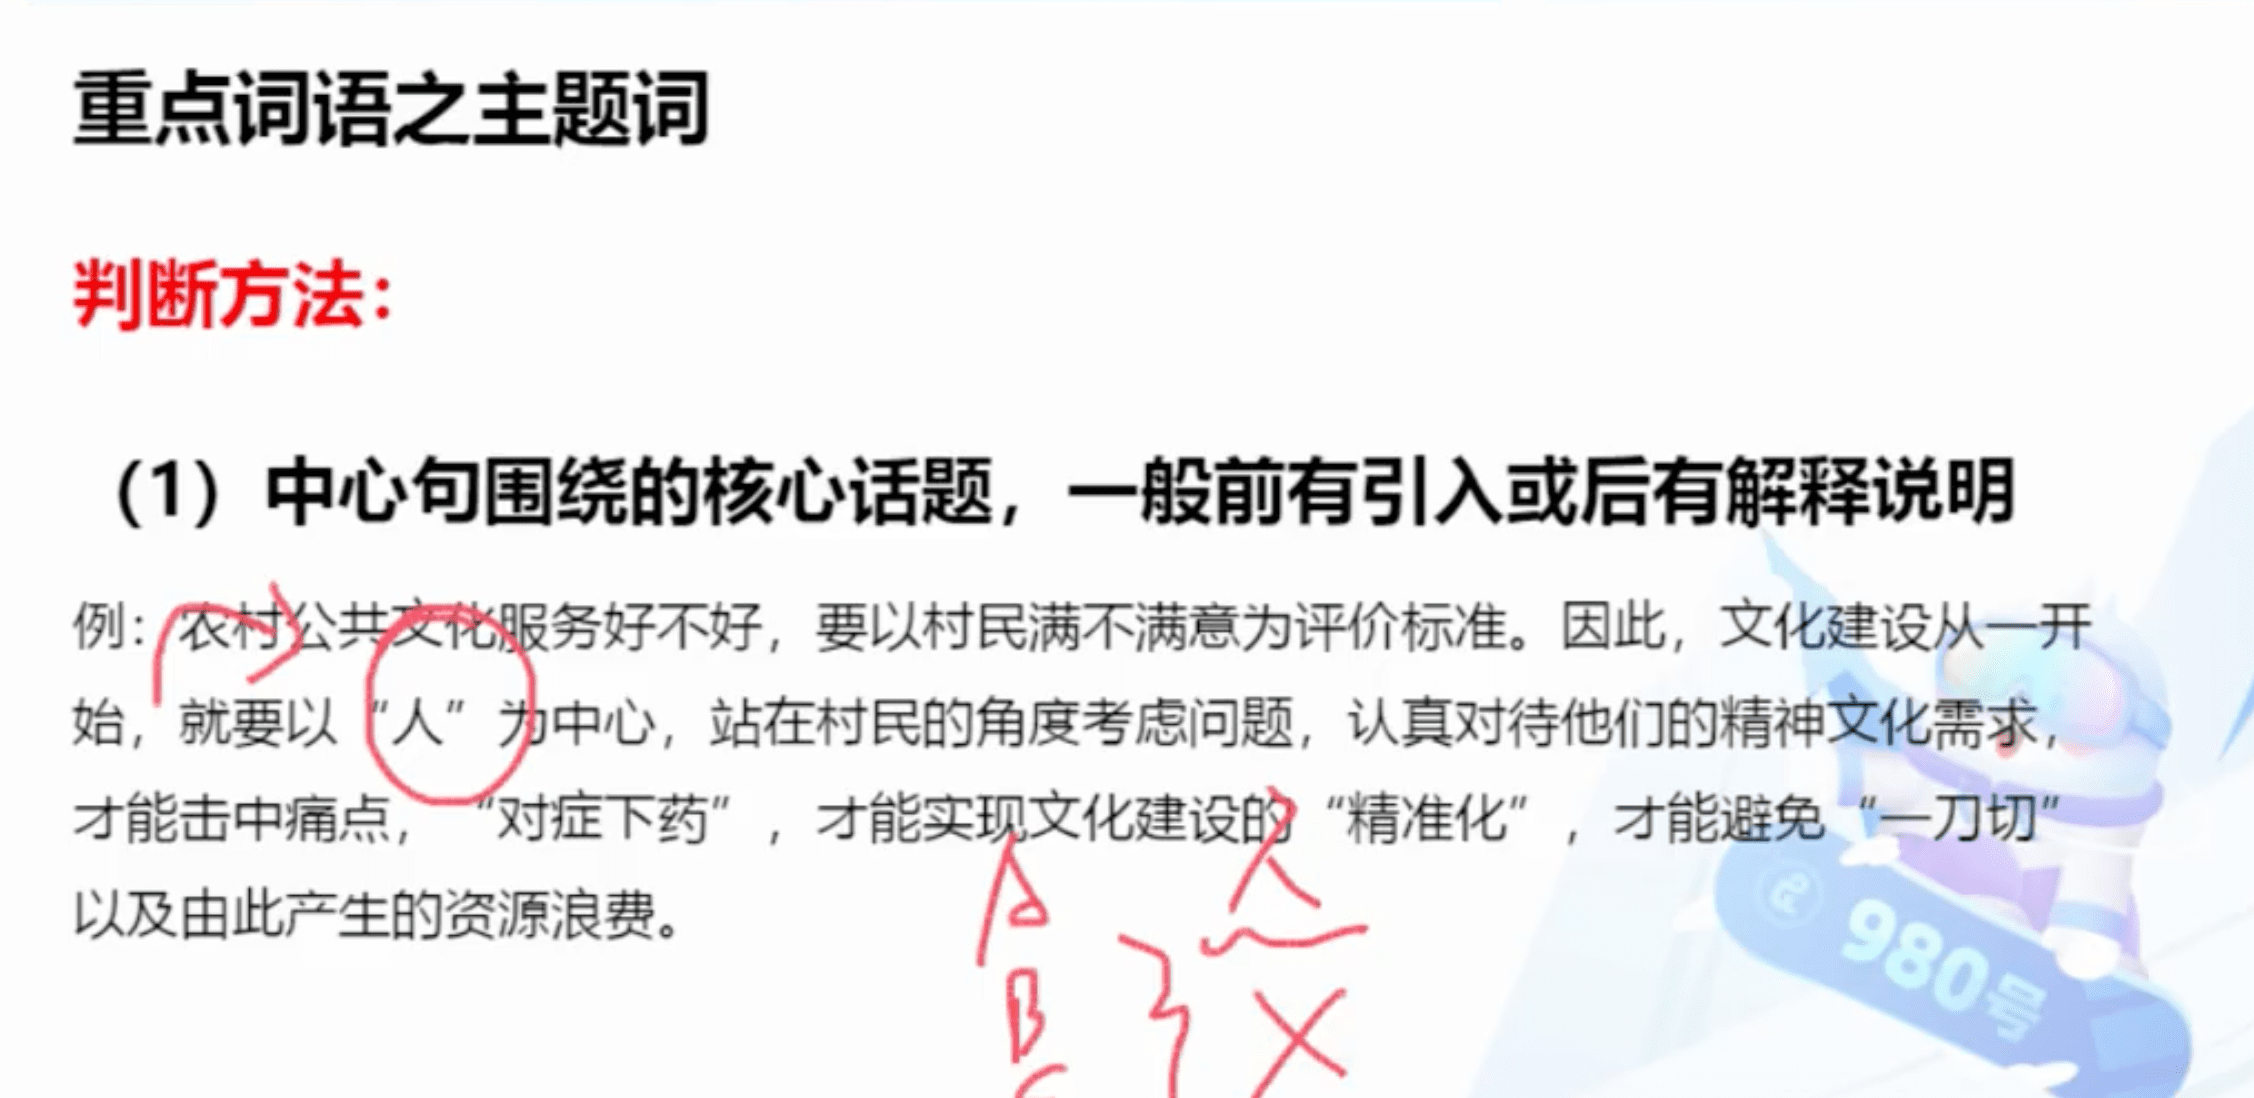 重点词语之主题词
判断方法：
（1）中心句围绕的核心话题，一般前有引入或后有解释说明
例：农村公共文化服务好不好，要以村民满不满意为评价标准。因此，文化建设从一开
始，就要以“人”为中心，站在村民的角度考虑问题，认真对待他们的精神文化需求，
才能击中痛点，“对症下药”，才能实现文化建设的“精准化”，才能避免“一刀切”
以及由此产生的资源浪费。
A
人
B
X
C
980号